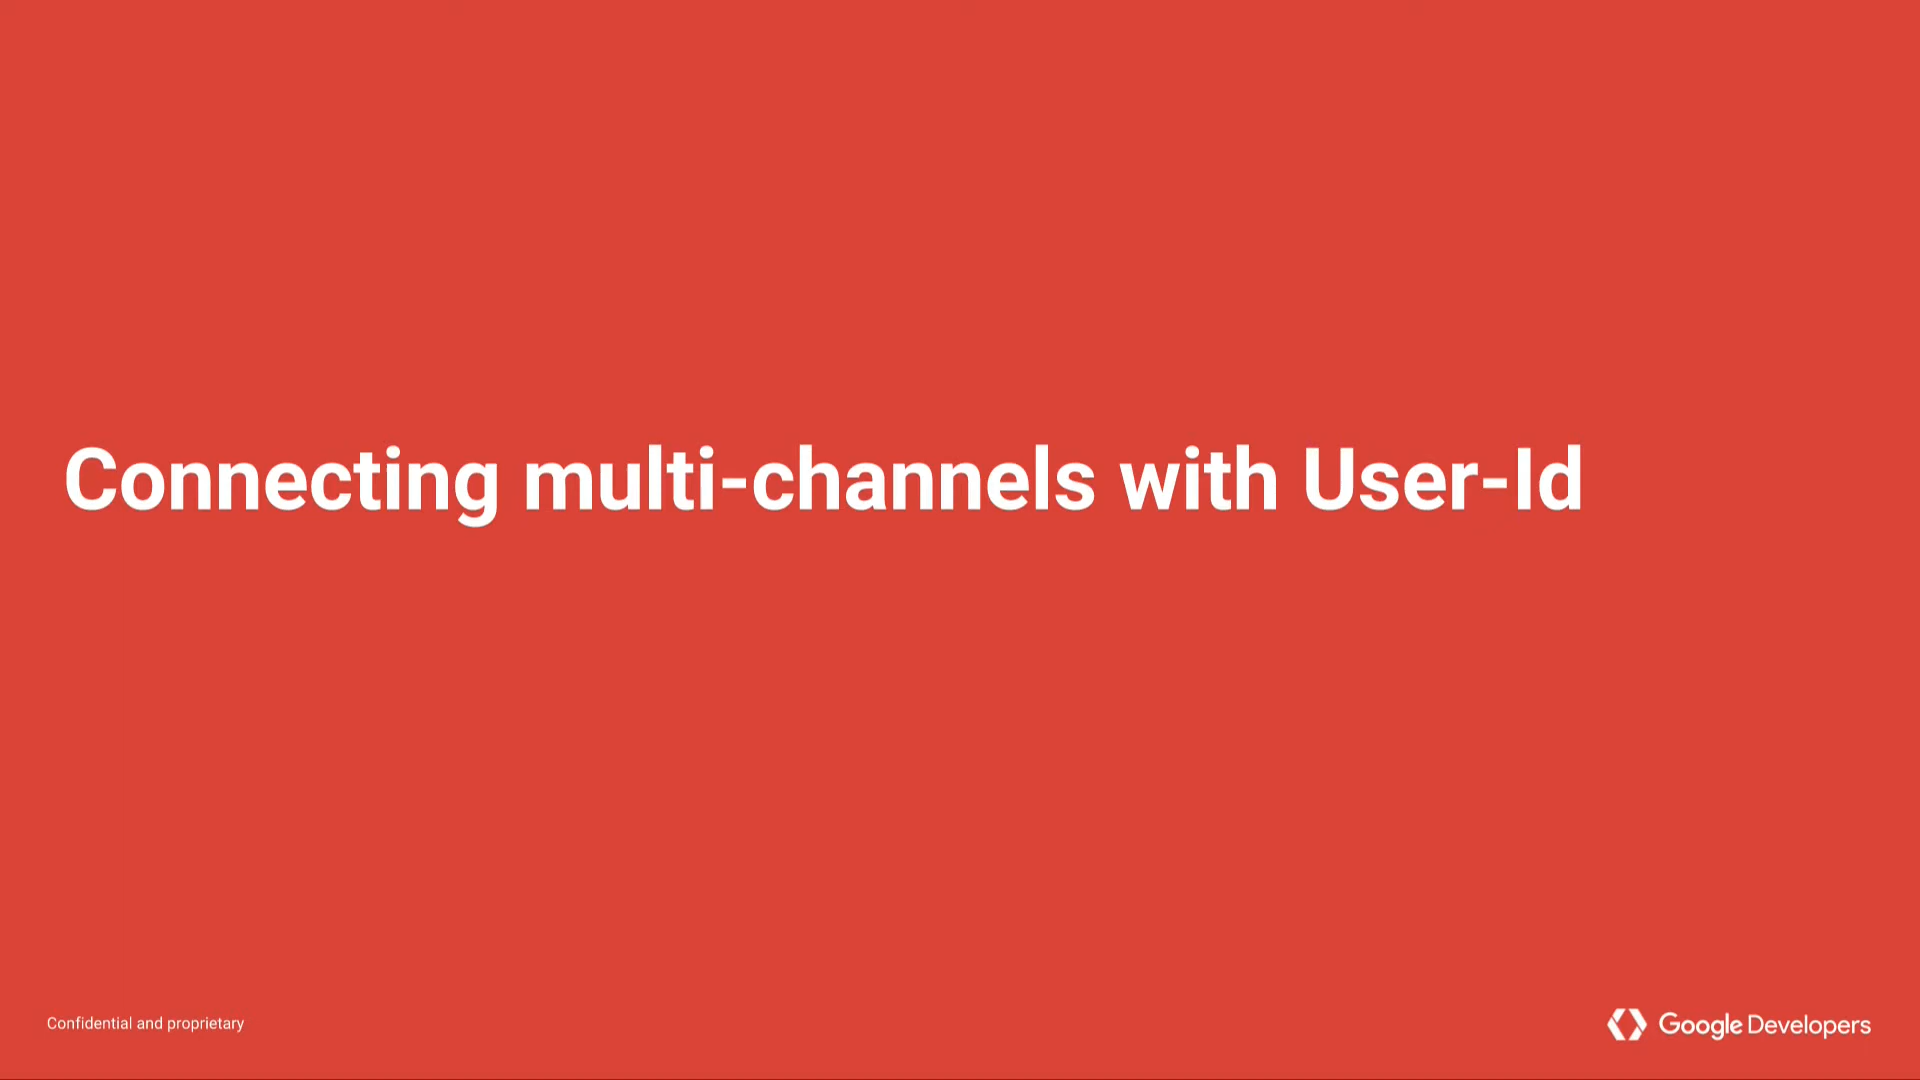 Connecting multi-channels with User-Id
Confidential and proprietary
Google Developers